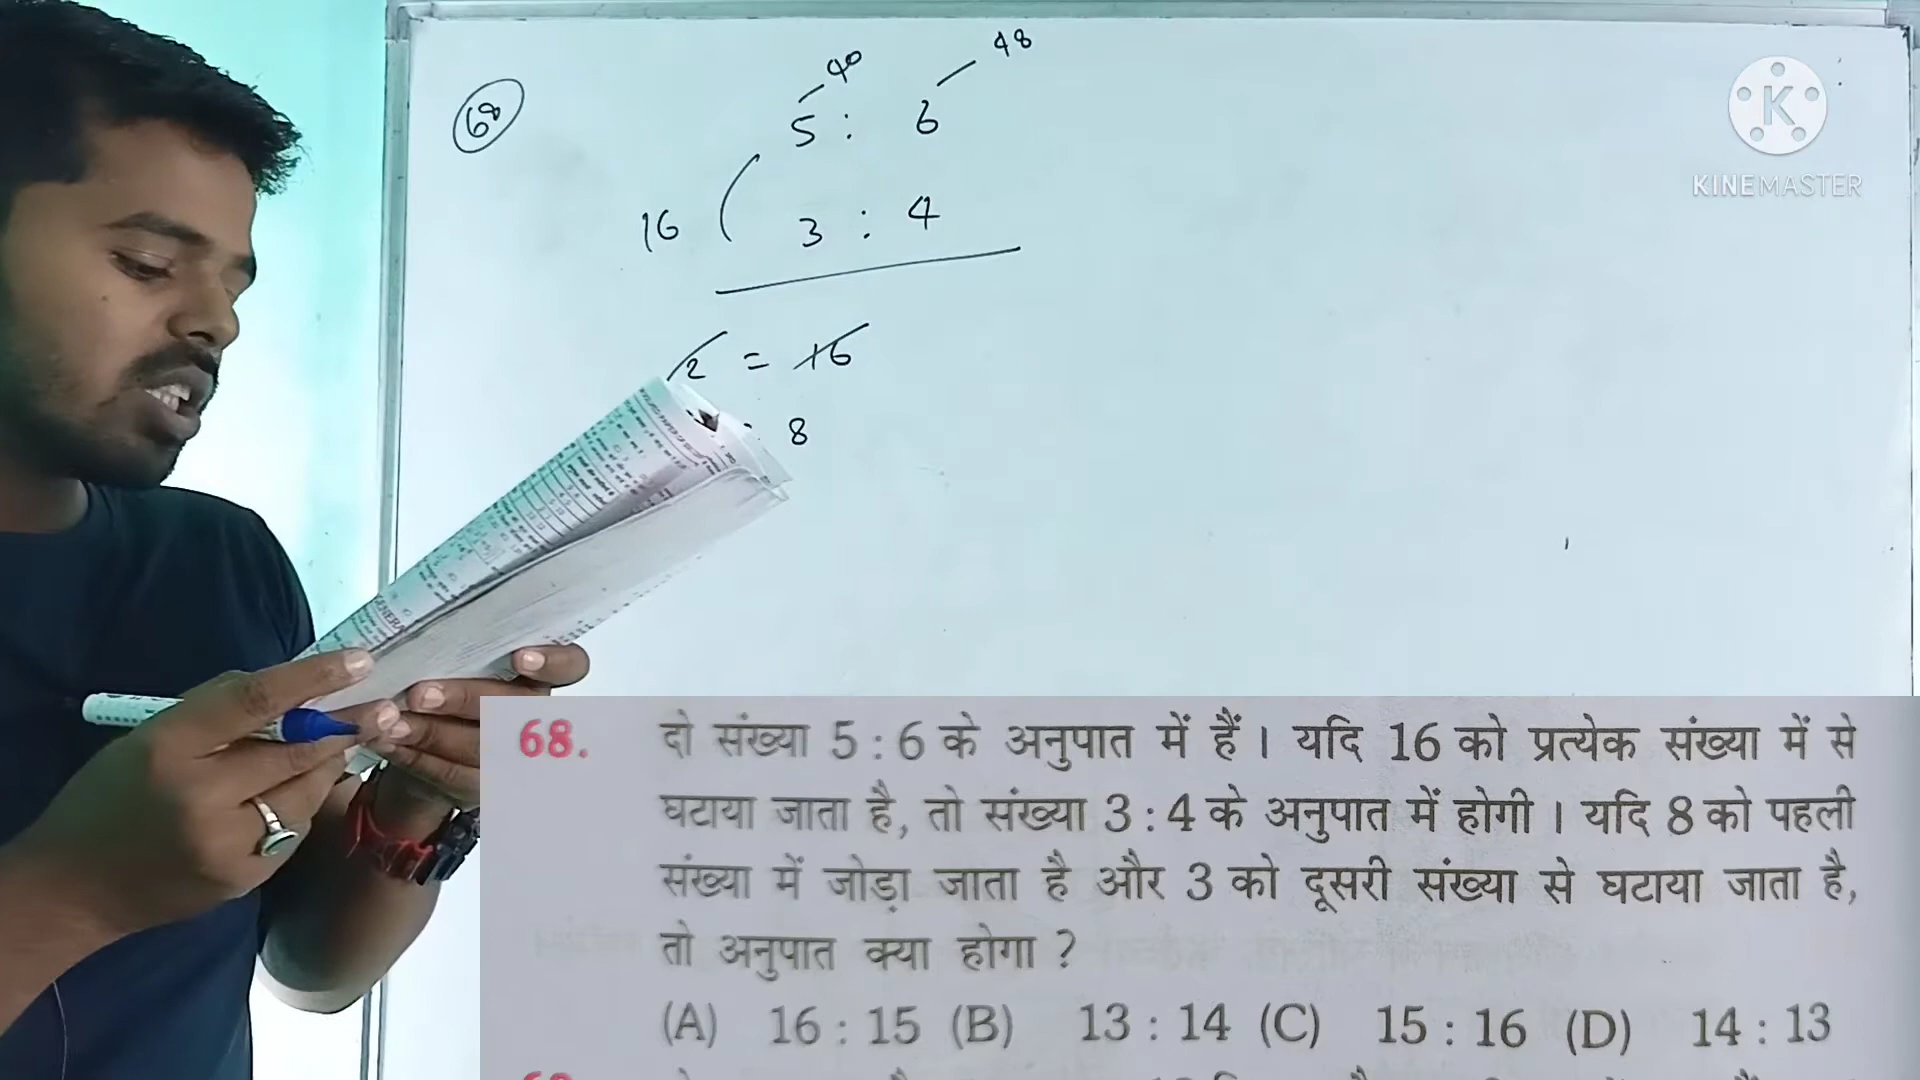 68
40
48
5 : 6
16 ( 3 : 4
2 = 16
: 8
KINEMASTER
68. दो संख्या 5 : 6 के अनुपात में हैं । यदि 16 को प्रत्येक संख्या में से
घटाया जाता है, तो संख्या 3 : 4 के अनुपात में होगी । यदि 8 को पहली
संख्या में जोड़ा जाता है और 3 को दूसरी संख्या से घटाया जाता है,
तो अनुपात क्या होगा ?
(A) 16 : 15 (B) 13 : 14 (C) 15 : 16 (D) 14 : 13